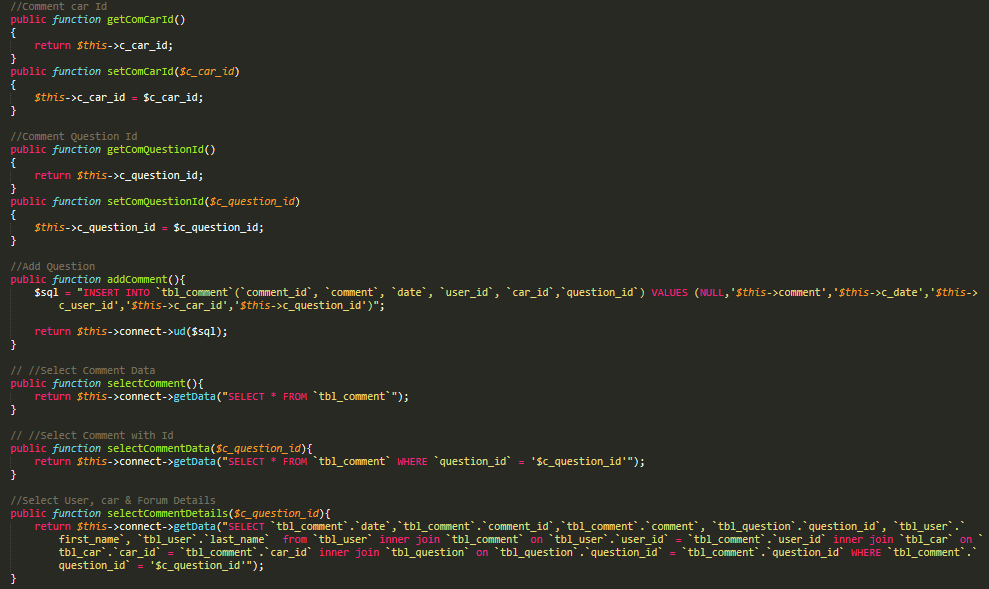 //Comment car Id
public function getComCarId()
{
    return $this->c_car_id;
}
public function setComCarId($c_car_id)
{
    $this->c_car_id = $c_car_id;
}

//Comment Question Id
public function getComQuestionId()
{
    return $this->c_question_id;
}
public function setComQuestionId($c_question_id)
{
    $this->c_question_id = $c_question_id;
}

//Add Question
public function addComment(){
    $sql = "INSERT INTO `tbl_comment`(`comment_id`, `comment`, `date`, `user_id`, `car_id`,`question_id`) VALUES (NULL,'$this->comment','$this->c_date','$this->
        c_user_id','$this->c_car_id','$this->c_question_id')";

    return $this->connect->ud($sql);
}

// //Select Comment Data
public function selectComment(){
    return $this->connect->getData("SELECT * FROM `tbl_comment`");
}

// //Select Comment with Id
public function selectCommentData($c_question_id){
    return $this->connect->getData("SELECT * FROM `tbl_comment` WHERE `question_id` = '$c_question_id'");
}

//Select User, car & Forum Details
public function selectCommentDetails($c_question_id){
    return $this->connect->getData("SELECT `tbl_comment`.`date`,`tbl_comment`.`comment_id`,`tbl_comment`.`comment`, `tbl_question`.`question_id`, `tbl_user`.`
        first_name`, `tbl_user`.`last_name`  from `tbl_user` inner join `tbl_comment` on `tbl_user`.`user_id` = `tbl_comment`.`user_id` inner join `tbl_car` on `
        tbl_car`.`car_id` = `tbl_comment`.`car_id` inner join `tbl_question` on `tbl_question`.`question_id` = `tbl_comment`.`question_id` WHERE `tbl_comment`.`
        question_id` = '$c_question_id'");
}